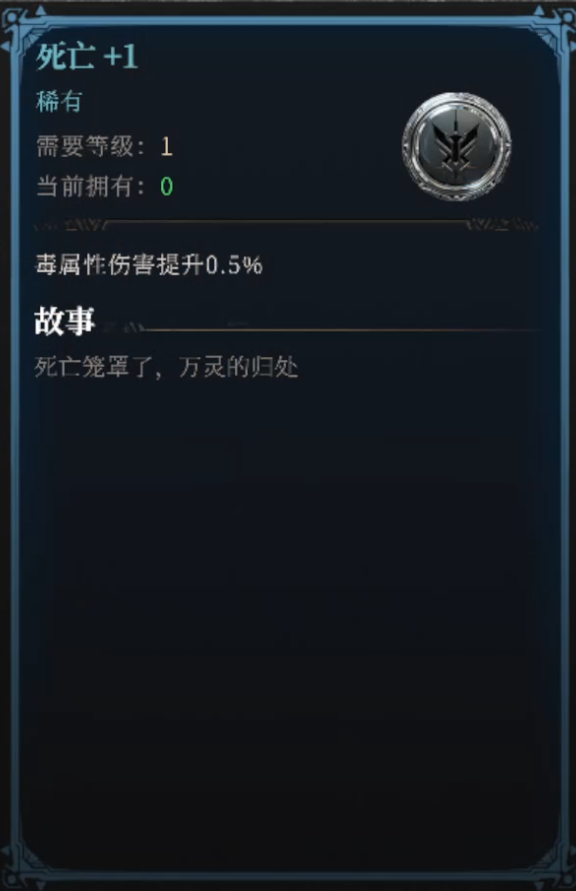 死亡 +1
稀有
需要等级：1
当前拥有：0
毒属性伤害提升0.5%
故事
死亡笼罩了，万灵的归处